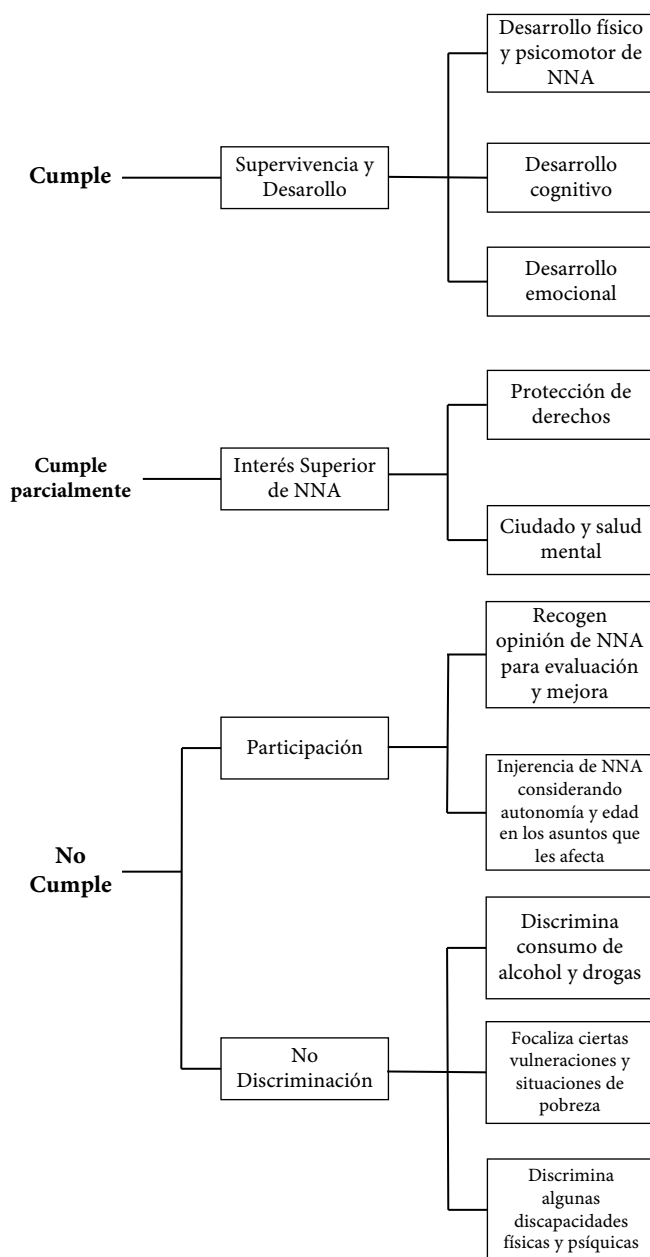 Cumple
Supervivencia y
Desarollo
Desarrollo físico
y psicomotor de
NNA
Desarrollo
cognitivo
Desarrollo
emocional
Cumple
parcialmente
Interés Superior
de NNA
Protección de
derechos
Ciudado y salud
mental
No
Cumple
Participación
Recogen
opinión de NNA
para evaluación
y mejora
Injerencia de NNA
considerando
autonomía y edad
en los asuntos que
les afecta
No
Discriminación
Discrimina
consumo de
alcohol y drogas
Focaliza ciertas
vulneraciones y
situaciones de
pobreza
Discrimina
algunas
discapacidades
físicas y psíquicas